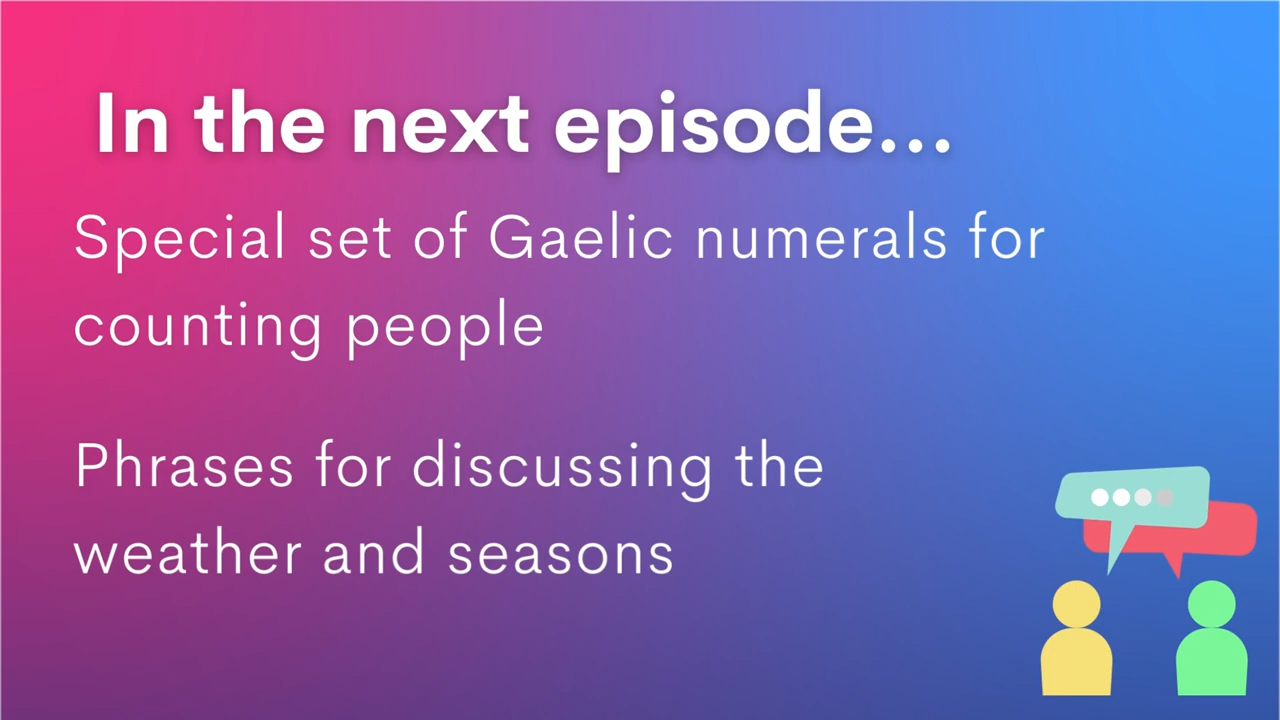 In the next episode...
Special set of Gaelic numerals for
counting people
Phrases for discussing the
weather and seasons